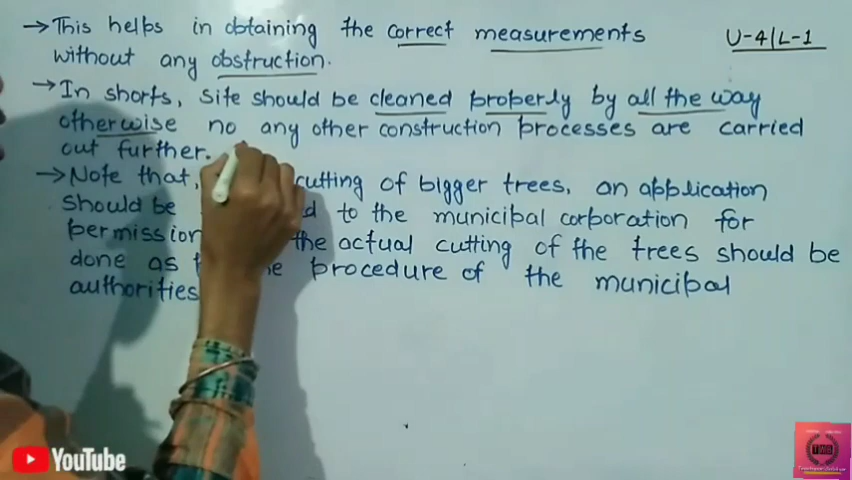 → This helps in obtaining the correct measurements
U-4/L-1
without any obstruction.
→ In shorts, site should be cleaned properly by all the way
otherwise no any other construction processes are carried
out further.
→ Note that, cutting of bigger trees, an application
should be to the municipal corporation for
permission the actual cutting of the trees should be
done as procedure of the municipal
authorities
YouTube
TWS